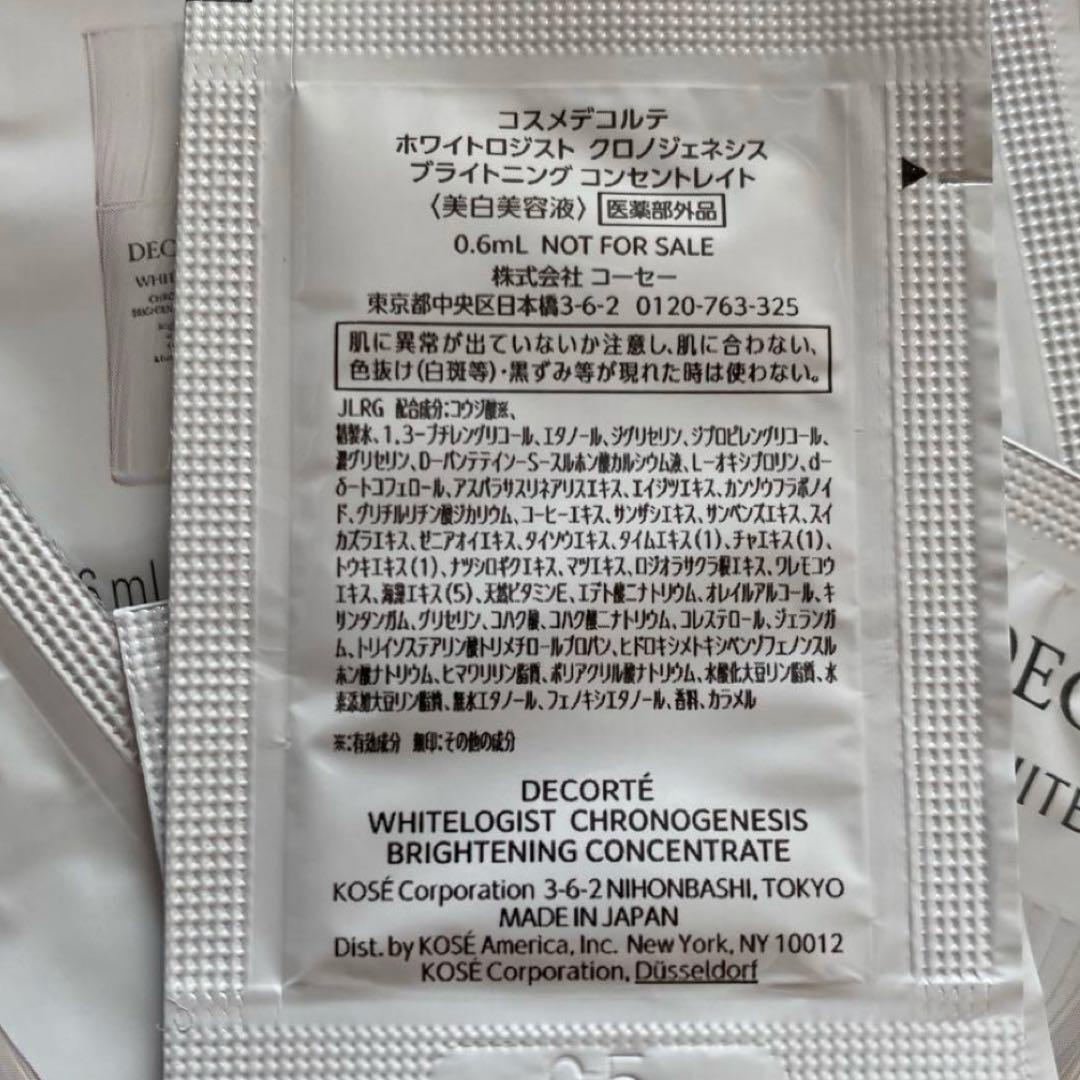 コスメデコルテ
ホワイトロジスト クロノジェネシス
ブライトニング コンセントレイト
〈美白美容液〉 医薬部外品
0.6mL NOT FOR SALE
株式会社 コーセー
東京都中央区日本橋3-6-2 0120-763-325
肌に異常が出ていないか注意し、肌に合わない、
色抜け(白斑等)・黒ずみ等が現れた時は使わない。
JLRG 配合成分:コウジ酸※、
精製水、1,3-ブチレングリコール、エタノール、ジグリセリン、ジプロピレングリコール、
濃グリセリン、D-パンテテイン-S-スルホン酸カルシウム液、L-オキシプロリン、d-
δ-トコフェロール、アスパラサスリネアリスエキス、エイジツエキス、カンゾウフラボノイ
ド、グリチルリチン酸ジカリウム、コーヒーエキス、サンザシエキス、サンペンズエキス、スイ
カズラエキス、ゼニアオイエキス、タイソウエキス、タイムエキス(1)、チャエキス(1)、
トウキエキス(1)、ナツシロギクエキス、マツエキス、ロジオラサクラ根エキス、ワレモコウ
エキス、海藻エキス(5)、天然ビタミンE、エデト酸二ナトリウム、オレイルアルコール、キ
サンタンガム、グリセリン、コハク酸、コハク酸二ナトリウム、コレステロール、ジェランガ
ム、トリイソステアリン酸トリメチロールプロパン、ヒドロキシメトキシベンゾフェノンスル
ホン酸ナトリウム、ヒマワリリン脂質、ポリアクリル酸ナトリウム、水酸化大豆リン脂質、水
素添加大豆リン脂質、無水エタノール、フェノキシエタノール、香料、カラメル
※:有効成分 無印:その他の成分
DECORTÉ
WHITELOGIST CHRONOGENESIS
BRIGHTENING CONCENTRATE
KOSÉ Corporation 3-6-2 NIHONBASHI, TOKYO
MADE IN JAPAN
Dist. by KOSÉ America, Inc. New York, NY 10012
KOSÉ Corporation, Düsseldorf